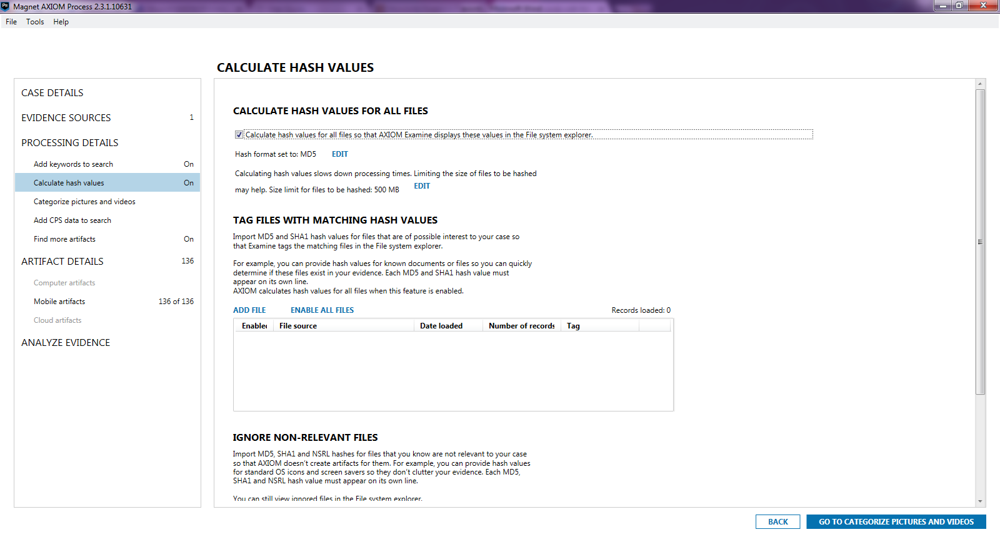 PR Magnet AXIOM Process 2.3.1.10631
File Tools Help
CALCULATE HASH VALUES
CASE DETAILS
EVIDENCE SOURCES 1
PROCESSING DETAILS
Add keywords to search On
Calculate hash values On
Categorize pictures and videos
Add CPS data to search
Find more artifacts On
ARTIFACT DETAILS 136
Computer artifacts
Mobile artifacts 136 of 136
Cloud artifacts
ANALYZE EVIDENCE
CALCULATE HASH VALUES FOR ALL FILES
Calculate hash values for all files so that AXIOM Examine displays these values in the File system explorer.
Hash format set to: MD5 EDIT
Calculating hash values slows down processing times. Limiting the size of files to be hashed
may help. Size limit for files to be hashed: 500 MB EDIT
TAG FILES WITH MATCHING HASH VALUES
Import MD5 and SHA1 hash values for files that are of possible interest to your case so
that Examine tags the matching files in the File system explorer.
For example, you can provide hash values for known documents or files so you can quickly
determine if these files exist in your evidence. Each MD5 and SHA1 hash value must
appear on its own line.
AXIOM calculates hash values for all files when this feature is enabled.
ADD FILE ENABLE ALL FILES Records loaded: 0
Enabled File source Date loaded Number of records Tag
IGNORE NON-RELEVANT FILES
Import MD5, SHA1 and NSRL hashes for files that you know are not relevant to your case
so that AXIOM doesn't create artifacts for them. For example, you can provide hash values
for standard OS icons and screen savers so they don't clutter your evidence. Each MD5,
SHA1 and NSRL hash value must appear on its own line.
You can still view ignored files in the File system explorer.
BACK GO TO CATEGORIZE PICTURES AND VIDEOS